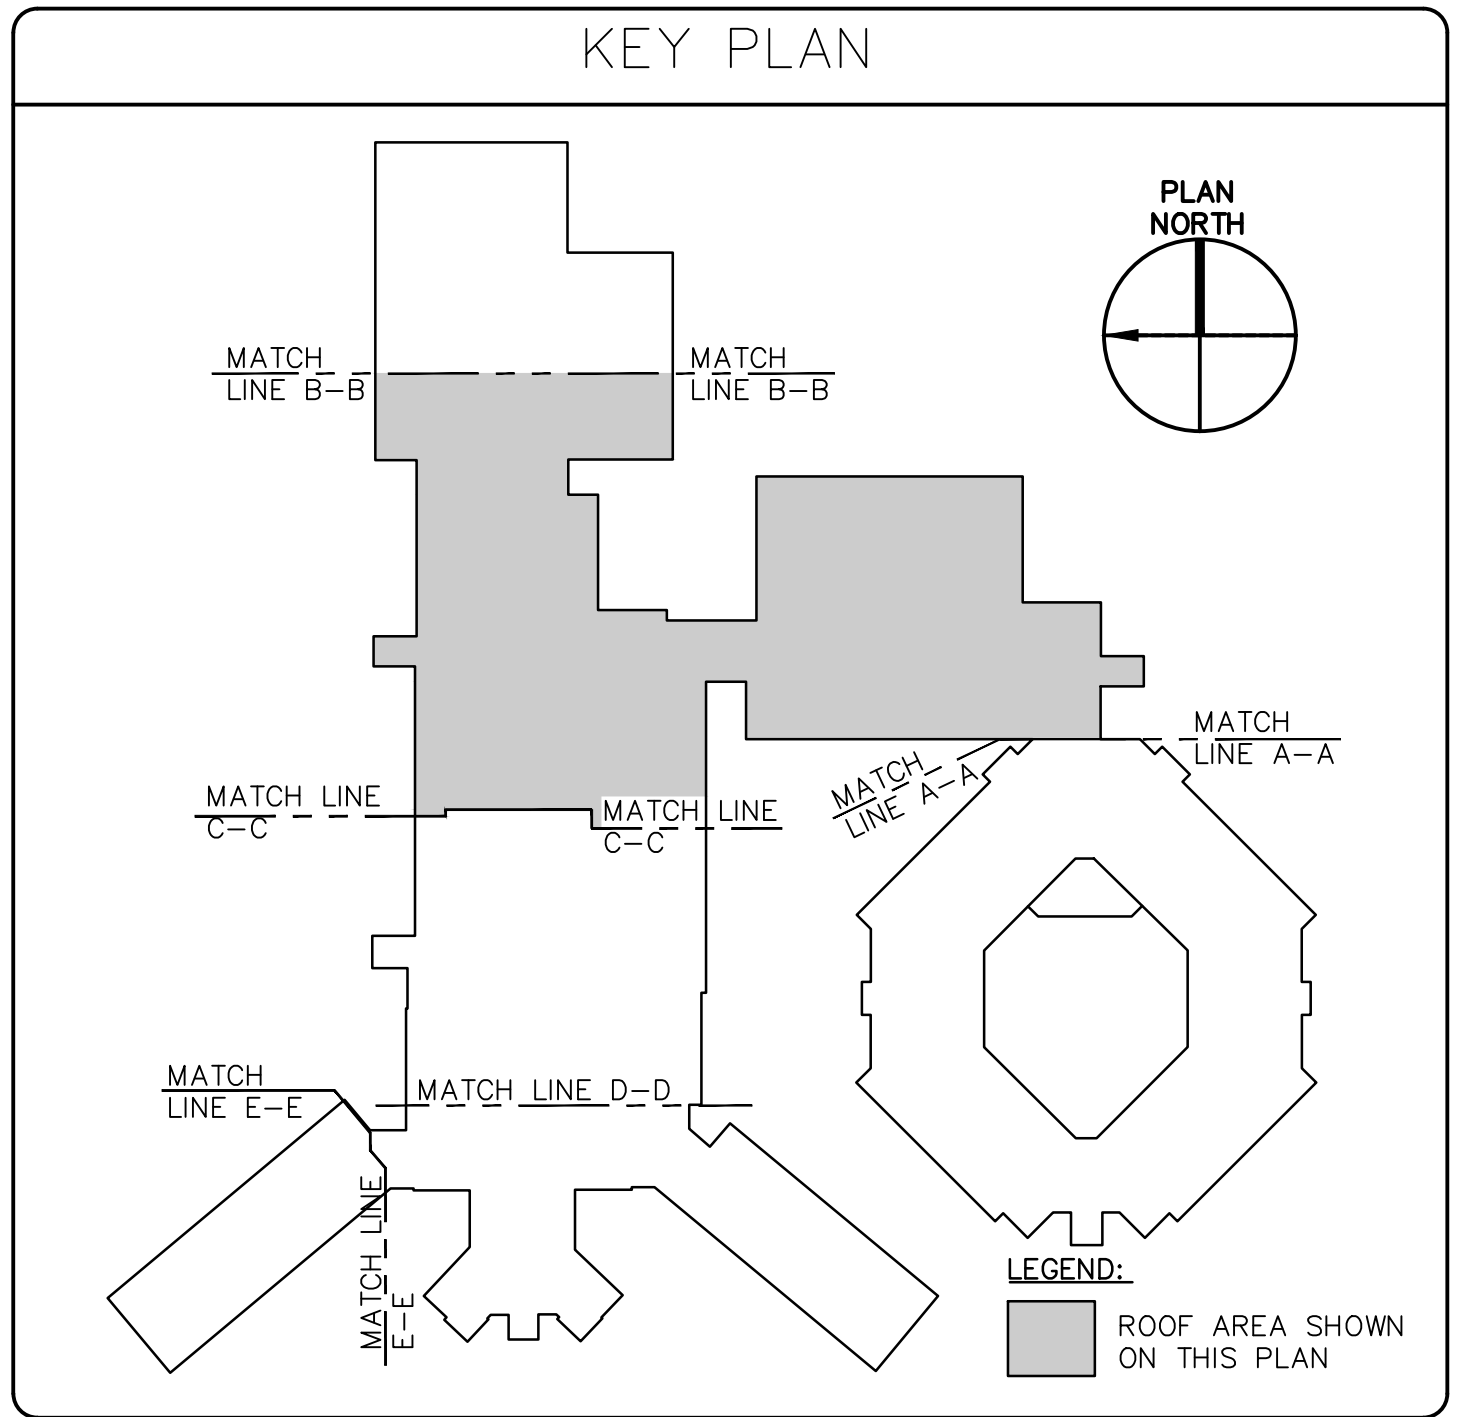 KEY PLAN
PLAN
NORTH
MATCH
LINE B-B
MATCH
LINE B-B
MATCH
LINE A-A
MATCH
LINE A-A
MATCH LINE
C-C
MATCH LINE
C-C
MATCH
LINE E-E
MATCH LINE D-D
MATCH LINE
E-E
LEGEND:
ROOF AREA SHOWN
ON THIS PLAN